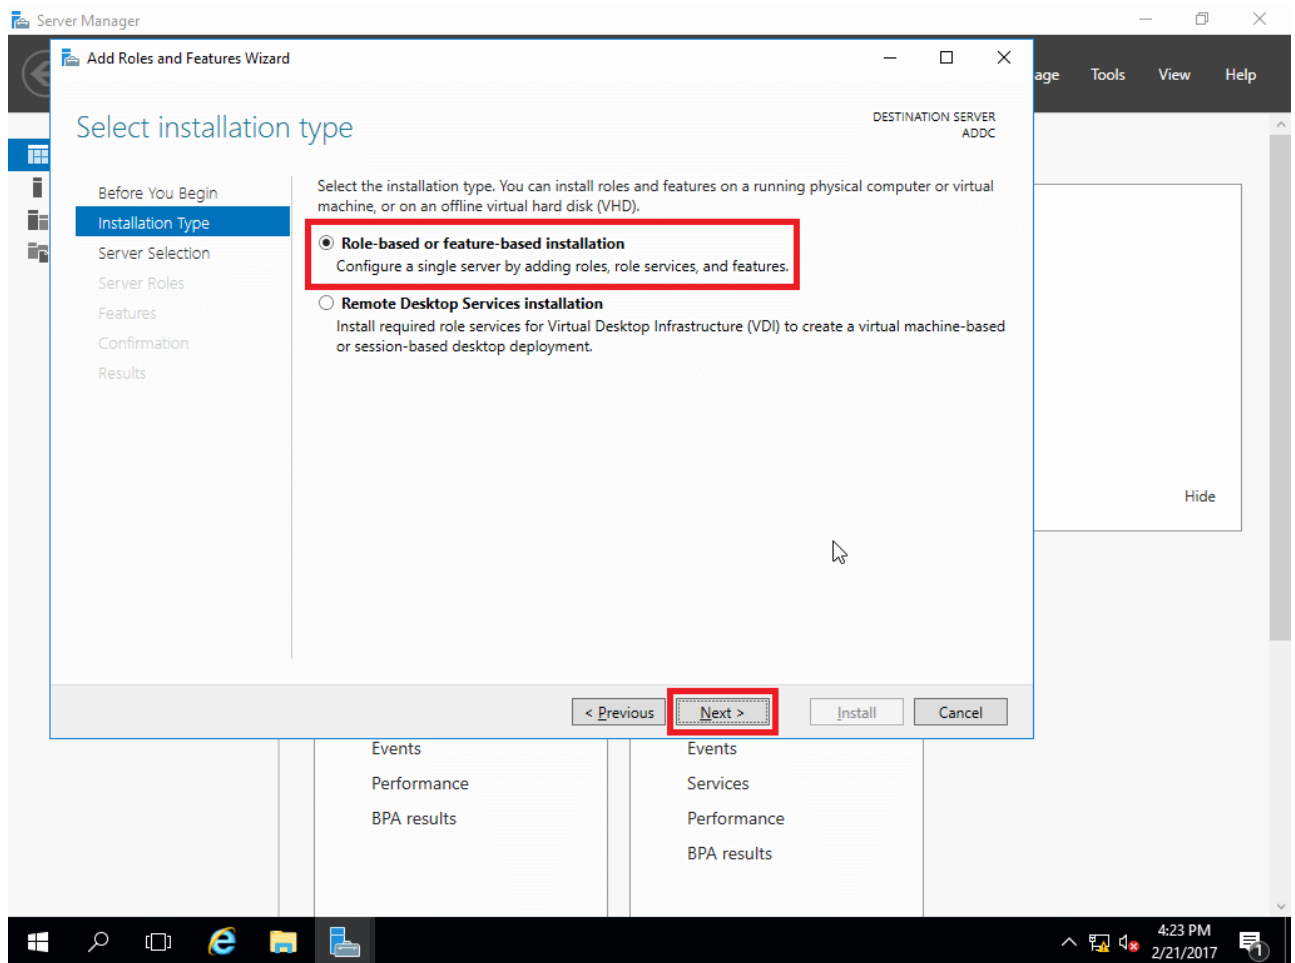 Server Manager
Add Roles and Features Wizard
age Tools View Help
Select installation type
DESTINATION SERVER
ADDC
Before You Begin
Installation Type
Server Selection
Server Roles
Features
Confirmation
Results
Select the installation type. You can install roles and features on a running physical computer or virtual
machine, or on an offline virtual hard disk (VHD).
Role-based or feature-based installation
Configure a single server by adding roles, role services, and features.
Remote Desktop Services installation
Install required role services for Virtual Desktop Infrastructure (VDI) to create a virtual machine-based
or session-based desktop deployment.
Hide
< Previous Next > Install Cancel
Events
Performance
BPA results
Events
Services
Performance
BPA results
4:23 PM
2/21/2017
1